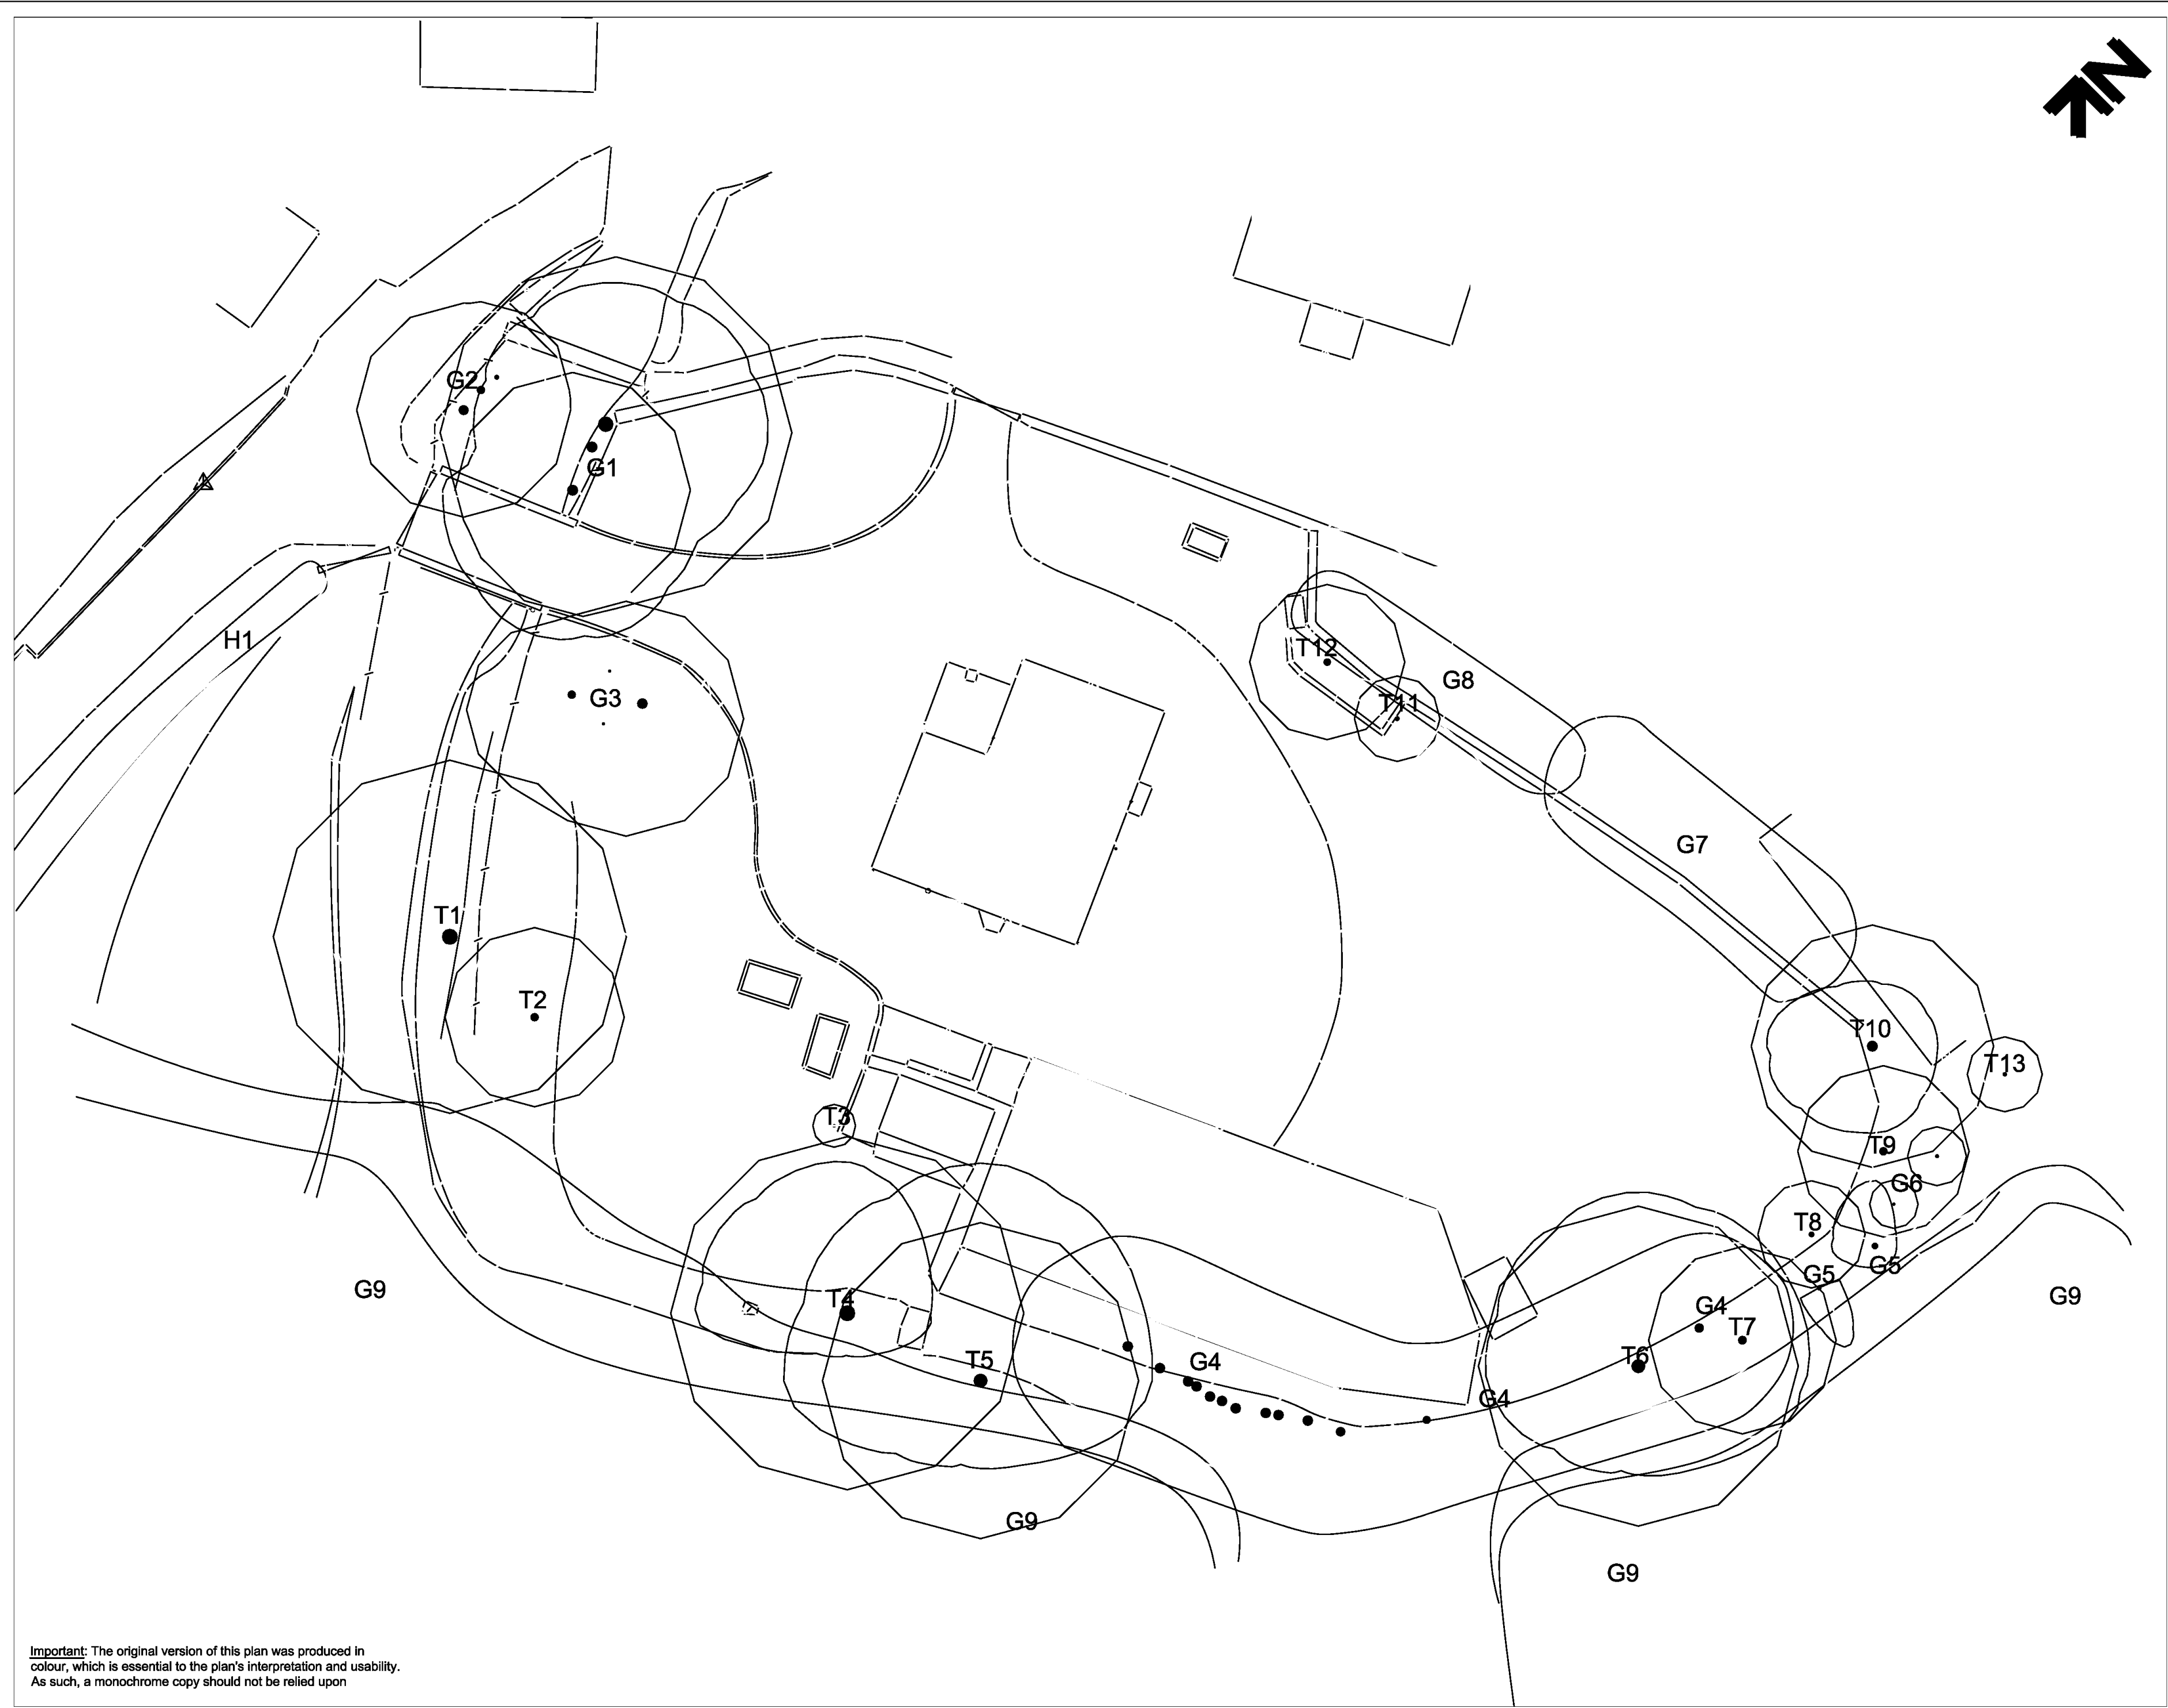 N
G2
G1
H1
T12
G8
G3
T11
G7
T1
T2
T10
T13
T3
T9
G6
T8
G5
G5
G9
T4
G9
G4
T7
T6
T5
G4
G4
G9
G9
Important: The original version of this plan was produced in
colour, which is essential to the plan's interpretation and usability.
As such, a monochrome copy should not be relied upon